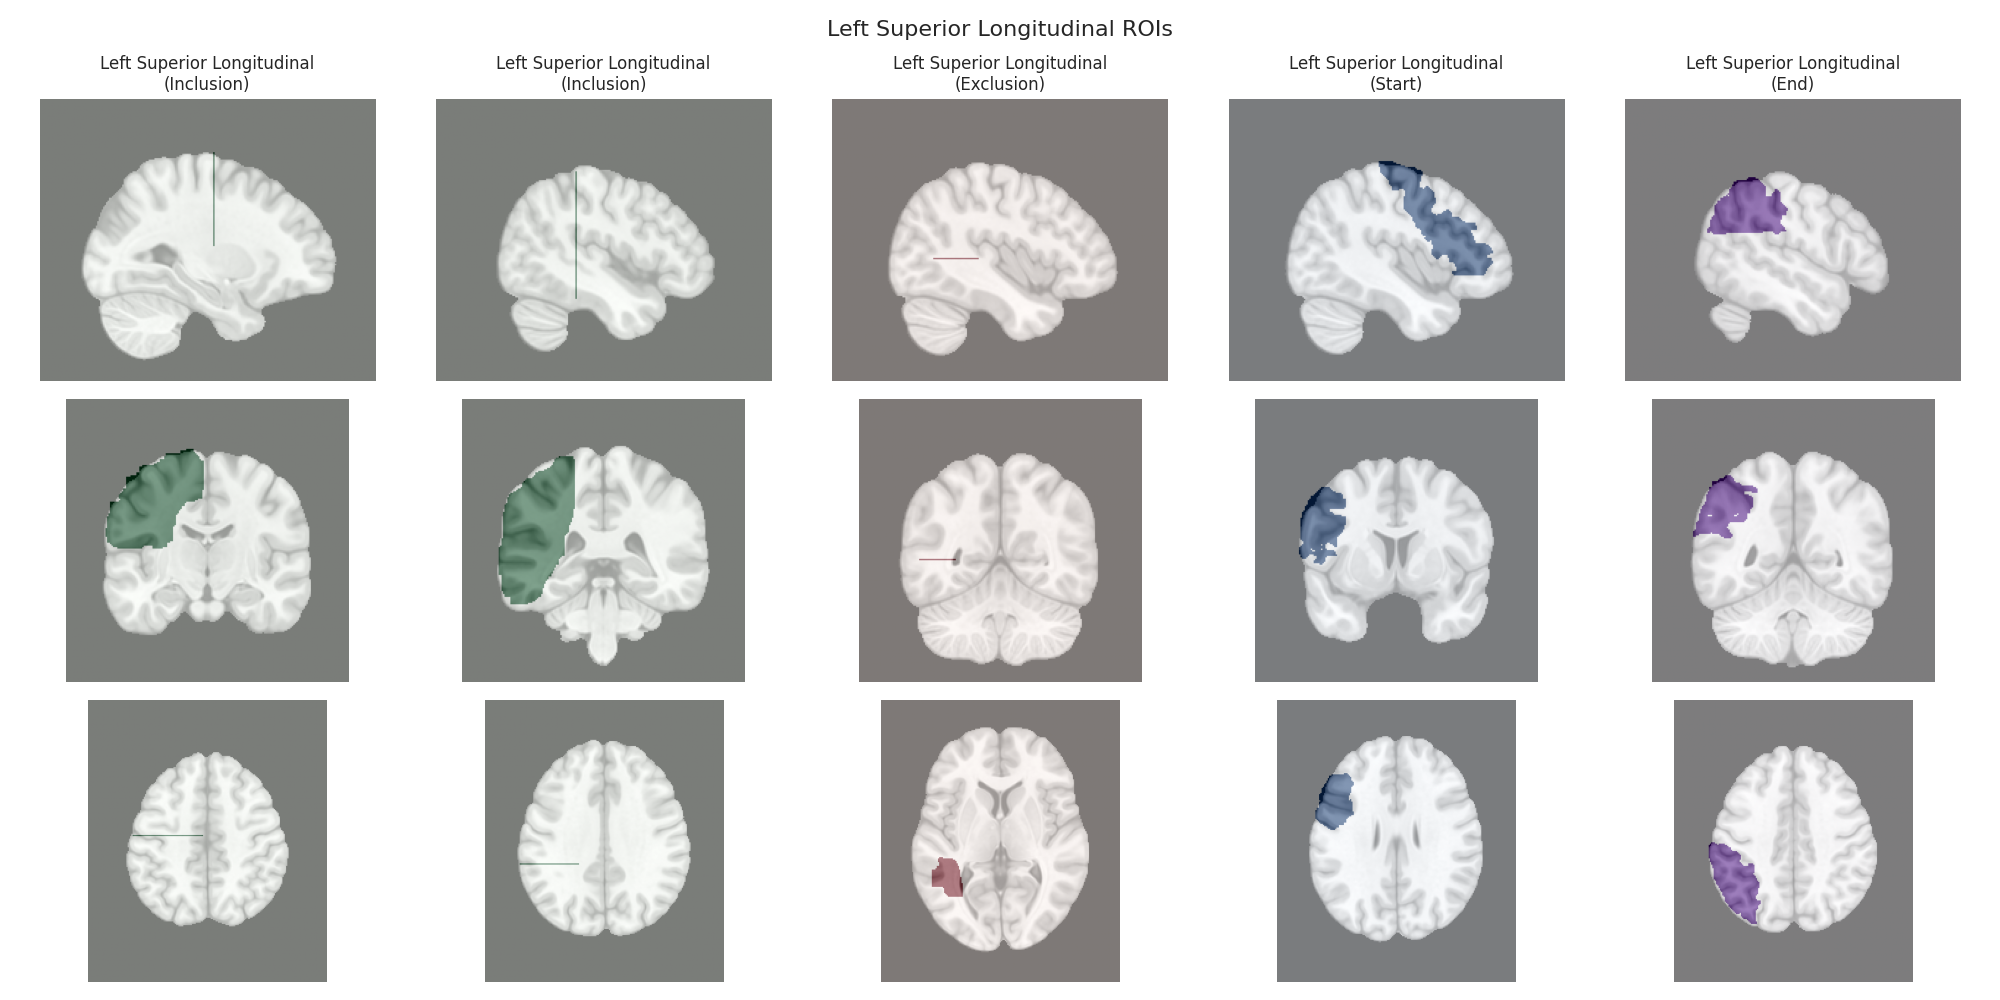 Left Superior Longitudinal ROIs
Left Superior Longitudinal
(Inclusion)
Left Superior Longitudinal
(Inclusion)
Left Superior Longitudinal
(Exclusion)
Left Superior Longitudinal
(Start)
Left Superior Longitudinal
(End)